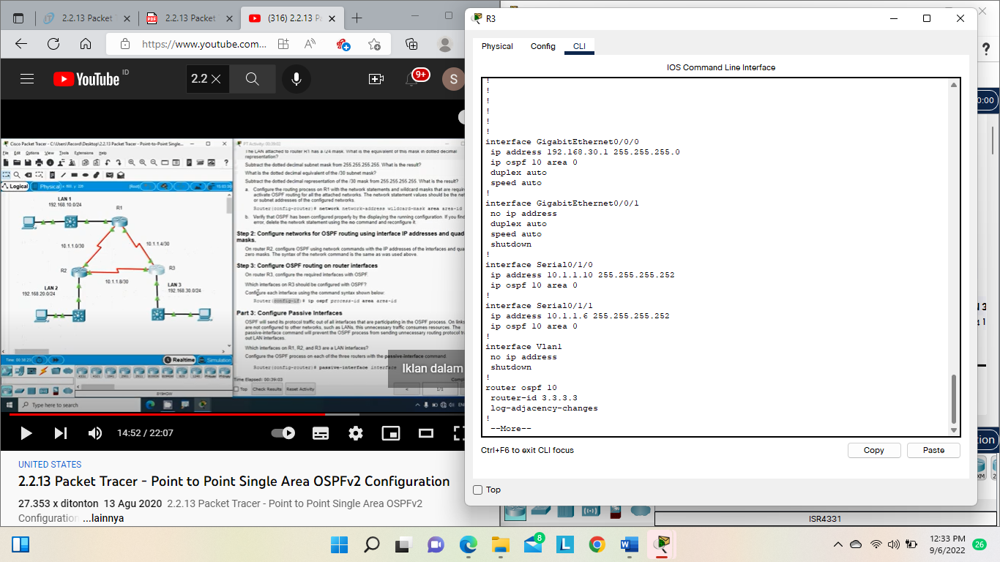 2.2.13 Packet
2.2.13 Packet
(316) 2.2.13 P
https://www.youtube.com...
YouTube
ID
2.2
9+
S
Cisco Packet Tracer - C:\Users\Record\Desktop\2.2.13 Packet Tracer - Point-to-Point Single...
File Edit Options View Tools Extensions Help
Logical
Physical
LAN 1
192.168.10.0/24
R1
10.1.1.0/30
10.1.1.4/30
R2
R3
10.1.1.8/30
LAN 2
192.168.20.0/24
LAN 3
192.168.30.0/24
Realtime
Simulation
The LAN attached to router R1 has a /24 mask. What is the equivalent of this mask in dotted decimal
representation?
Subtract the dotted decimal subnet mask from 255.255.255.255. What is the result?
What is the dotted decimal equivalent of the /30 subnet mask?
Subtract the dotted decimal representation of the /30 mask from 255.255.255.255. What is the result?
a. Configure the routing process on R1 with the network statements and wildcard masks that are requir
activate OSPF routing for all the attached networks. The network statement values should be the net
or subnet addresses of the configured networks.
Router(config-router)# network network-address wildcard-mask area area-id
b. Verify that OSPF has been configured properly by the displaying the running configuration. If you find
error, delete the network statement using the no command and reconfigure it.
Step 2: Configure networks for OSPF routing using interface IP addresses and quad
masks.
On router R2, configure OSPF using network commands with the IP addresses of the interfaces and qua
zero masks. The syntax of the network command is the same as was used above.
Step 3: Configure OSPF routing on router interfaces
On router R3, configure the required interfaces with OSPF.
Which interfaces on R3 should be configured with OSPF?
Configure each interface using the command syntax shown below:
Router(config-if)# ip ospf process-id area area-id
Part 3: Configure Passive Interfaces
OSPF will send its protocol traffic out of all interfaces that are participating in the OSPF process. On links
are not configured to other networks, such as LANs, this unnecessary traffic consumes resources. The
passive-interface command will prevent the OSPF process from sending unnecessary routing protocol tr
out LAN interfaces.
Which interfaces on R1, R2, and R3 are a LAN interfaces?
Configure the OSPF process on each of the three routers with the passive-interface command.
Router(config-router)# passive-interface interface
Iklan dalam
Time Elapsed: 00:39:03
Top
Check Results
Reset Activity
<
1/1
Type here to search
14:52 / 22:07
UNITED STATES
2.2.13 Packet Tracer - Point to Point Single Area OSPFv2 Configuration
27.353 x ditonton 13 Agu 2020 2.2.13 Packet Tracer - Point to Point Single Area OSPFv2
Configuration ...lainnya
R3
Physical
Config
CLI
IOS Command Line Interface
!
!
!
!
!
!
interface GigabitEthernet0/0/0
ip address 192.168.30.1 255.255.255.0
ip ospf 10 area 0
duplex auto
speed auto
!
interface GigabitEthernet0/0/1
no ip address
duplex auto
speed auto
shutdown
!
interface Serial0/1/0
ip address 10.1.1.10 255.255.255.252
ip ospf 10 area 0
!
interface Serial0/1/1
ip address 10.1.1.6 255.255.255.252
ip ospf 10 area 0
!
interface Vlan1
no ip address
shutdown
!
router ospf 10
router-id 3.3.3.3
log-adjacency-changes
!
--More--
Ctrl+F6 to exit CLI focus
Copy
Paste
Top
?
0:00
tion
ISR4331
8
L
12:33 PM
9/6/2022
26